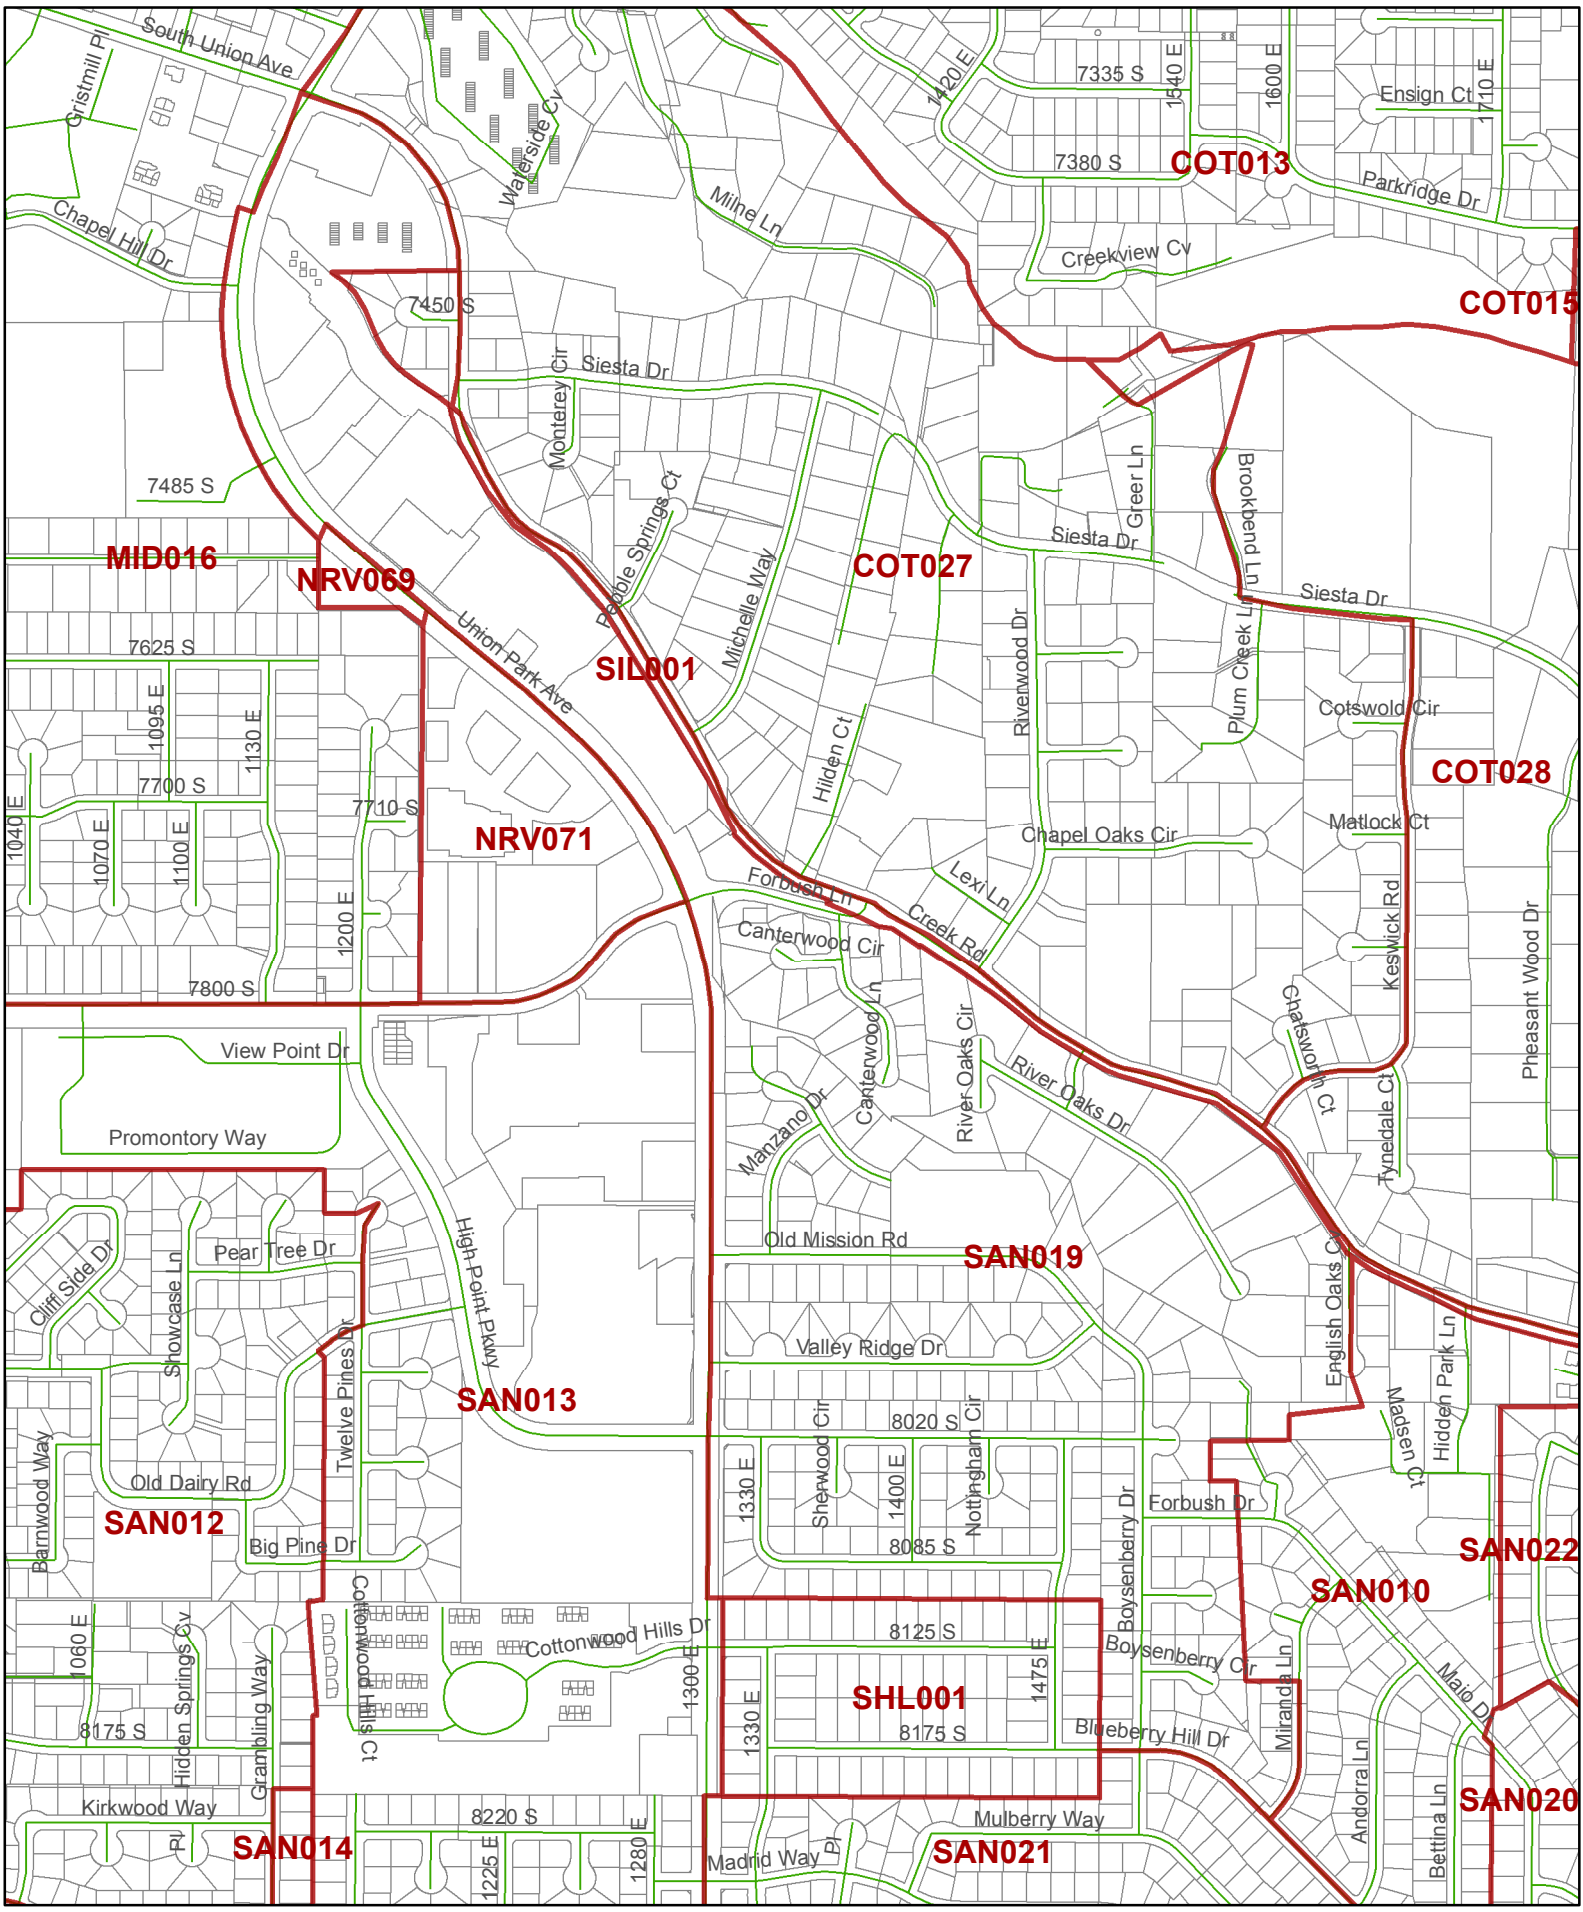 South Union Ave
Gristmill Pl
Waterside Cv
1420 E
7335 S
1540 E
1600 E
Ensign Ct
1710 E
7380 S
COT013
Parkridge Dr
Milne Ln
Chapel Hill Dr
Creekview Cv
COT015
7450 S
Siesta Dr
Monterey Cir
7485 S
Pebble Springs Ct
Greer Ln
Brookbend Ln
Siesta Dr
MID016
NRV069
COT027
Michelle Way
Siesta Dr
7625 S
Union Park Ave
SIL001
Riverwood Dr
Plum Creek Ln
1095 E
1130 E
Cotswold Cir
Hilden Ct
COT028
7700 S
7710 S
1040 E
1070 E
1100 E
NRV071
Chapel Oaks Cir
Matlock Ct
Forbush Ln
Lexi Ln
1200 E
Creek Rd
Canterwood Cir
Keswick Rd
Pheasant Wood Dr
7800 S
Canterwood Ln
River Oaks Cir
Chatsworth Ct
View Point Dr
River Oaks Dr
Promontory Way
Manzano Dr
Tynedale Ct
Cliff Side Dr
Showcase Ln
Pear Tree Dr
High Point Pkwy
Old Mission Rd
SAN019
English Oaks Cir
Twelve Pines Dr
Valley Ridge Dr
Hidden Park Ln
Madsen Ct
SAN013
Barnwood Way
Old Dairy Rd
1330 E
Sherwood Cir
8020 S
1400 E
Nottingham Cir
Boysenberry Dr
Forbush Dr
SAN012
Big Pine Dr
8085 S
SAN022
SAN010
1060 E
Hidden Springs Cv
Grambling Way
Cottonwood Hills Ct
Cottonwood Hills Dr
1300 E
8125 S
1475 E
Boysenberry Cir
Miranda Ln
Maio Dr
SHL001
1330 E
8175 S
8175 S
Blueberry Hill Dr
Andorra Ln
Bettina Ln
SAN020
Kirkwood Way
Pl
SAN014
8220 S
1225 E
1280 E
Madrid Way
Pl
Mulberry Way
SAN021